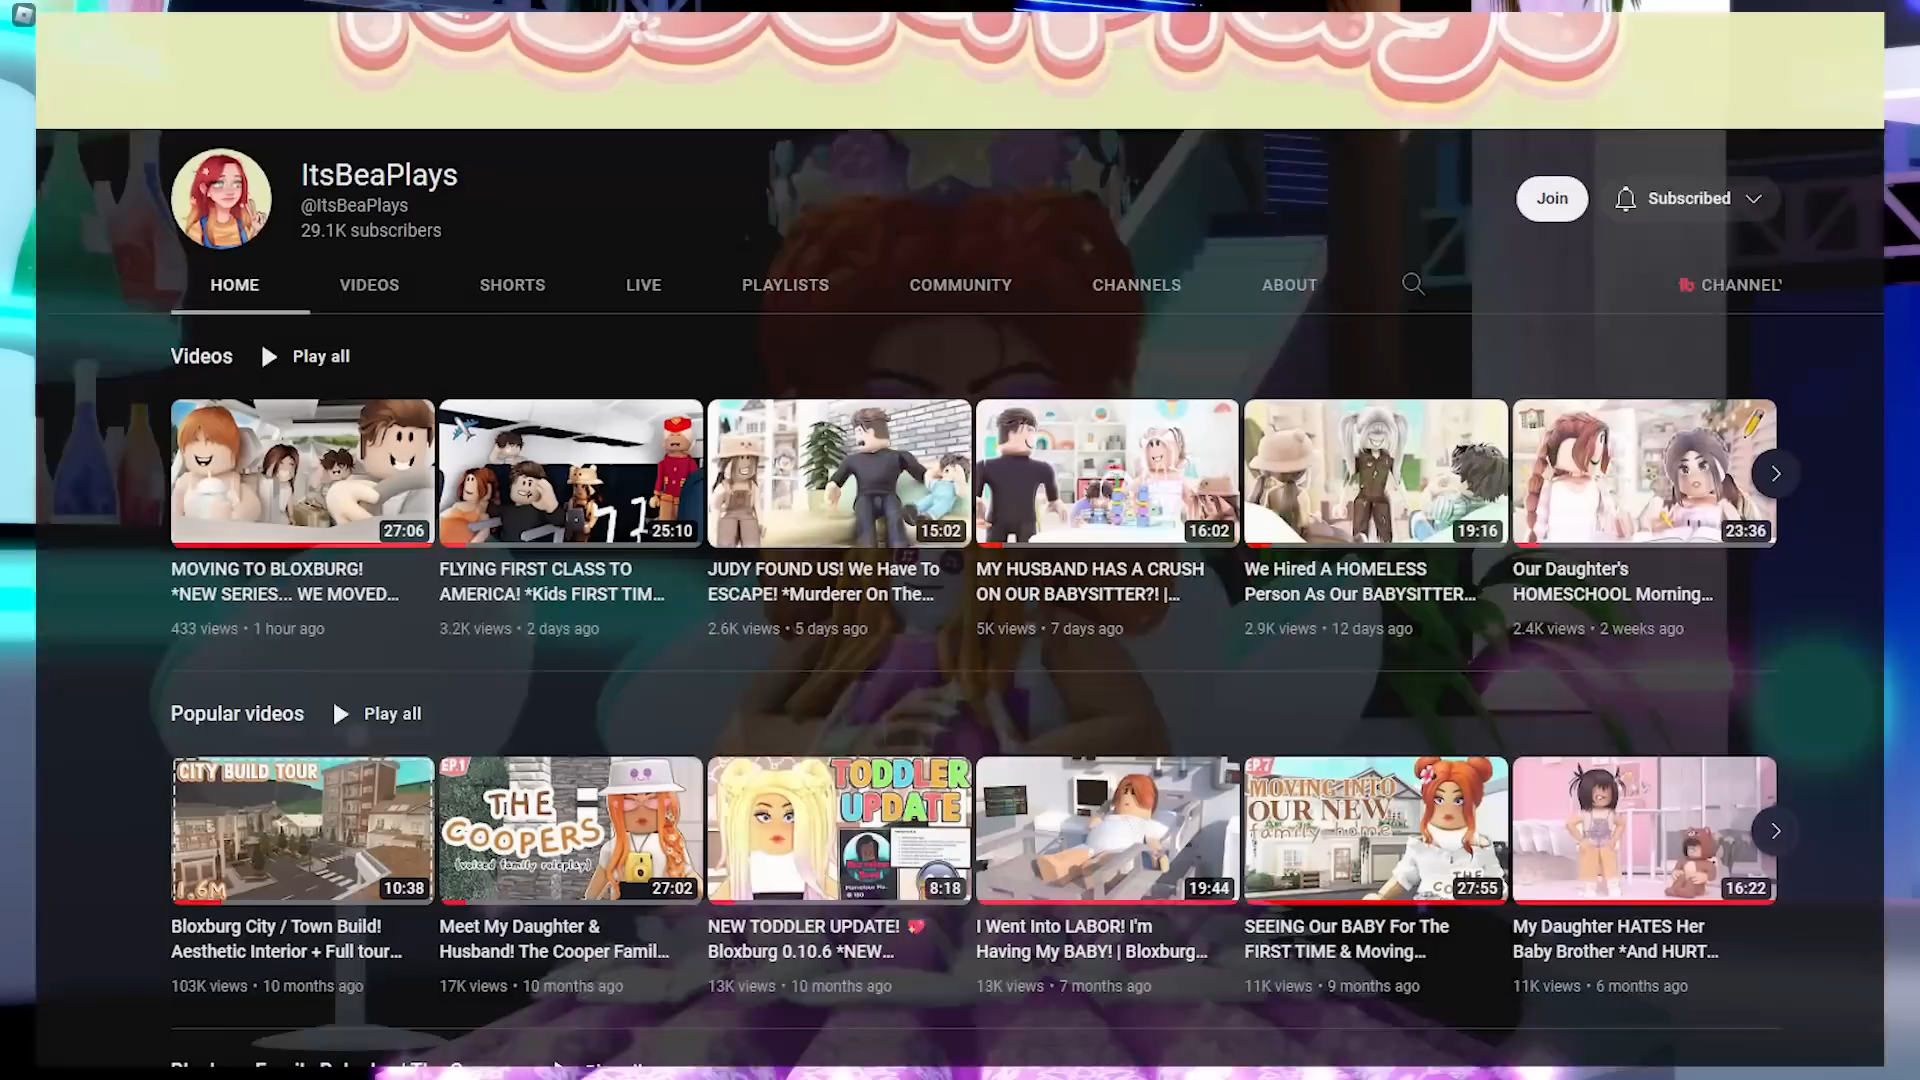 ItsBeaPlays
@ItsBeaPlays
29.1K subscribers
Join
Subscribed
HOME VIDEOS SHORTS LIVE PLAYLISTS COMMUNITY CHANNELS ABOUT CHANNEL
Videos Play all
27:06
25:10
15:02
16:02
19:16
23:36
MOVING TO BLOXBURG!
*NEW SERIES... WE MOVED...
433 views • 1 hour ago
FLYING FIRST CLASS TO
AMERICA! *Kids FIRST TIM...
3.2K views • 2 days ago
JUDY FOUND US! We Have To
ESCAPE! *Murderer On The...
2.6K views • 5 days ago
MY HUSBAND HAS A CRUSH
ON OUR BABYSITTER?! |...
5K views • 7 days ago
We Hired A HOMELESS
Person As Our BABYSITTER...
2.9K views • 12 days ago
Our Daughter's
HOMESCHOOL Morning...
2.4K views • 2 weeks ago
Popular videos Play all
CITY BUILD TOUR
1.6M
10:38
EP.1
THE
COOPERS
(voiced family roleplay)
27:02
TODDLER
UPDATE
8:18
19:44
EP.7
MOVING INTO
OUR NEW
family home
THE
27:55
16:22
Bloxburg City / Town Build!
Aesthetic Interior + Full tour...
103K views • 10 months ago
Meet My Daughter &
Husband! The Cooper Famil...
17K views • 10 months ago
NEW TODDLER UPDATE! 💖
Bloxburg 0.10.6 *NEW...
13K views • 10 months ago
I Went Into LABOR! I'm
Having My BABY! | Bloxburg...
13K views • 7 months ago
SEEING Our BABY For The
FIRST TIME & Moving...
11K views • 9 months ago
My Daughter HATES Her
Baby Brother *And HURT...
11K views • 6 months ago